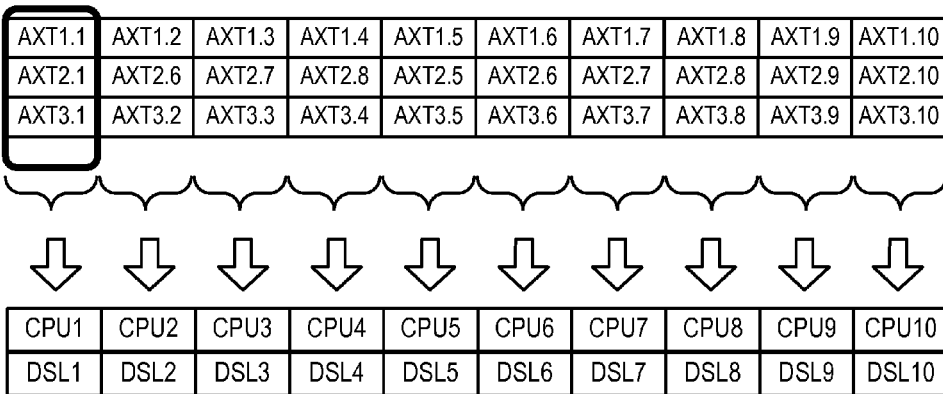 AXT1.1 AXT1.2 AXT1.3 AXT1.4 AXT1.5 AXT1.6 AXT1.7 AXT1.8 AXT1.9 AXT1.10
AXT2.1 AXT2.6 AXT2.7 AXT2.8 AXT2.5 AXT2.6 AXT2.7 AXT2.8 AXT2.9 AXT2.10
AXT3.1 AXT3.2 AXT3.3 AXT3.4 AXT3.5 AXT3.6 AXT3.7 AXT3.8 AXT3.9 AXT3.10
CPU1 CPU2 CPU3 CPU4 CPU5 CPU6 CPU7 CPU8 CPU9 CPU10
DSL1 DSL2 DSL3 DSL4 DSL5 DSL6 DSL7 DSL8 DSL9 DSL10